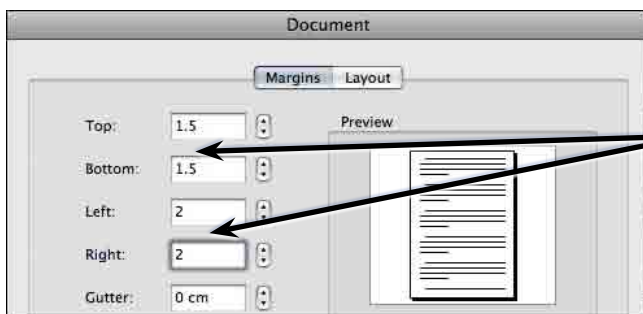 Document
Margins Layout
Top: 1.5
Preview
Bottom: 1.5
Left: 2
Right: 2
Gutter: 0 cm